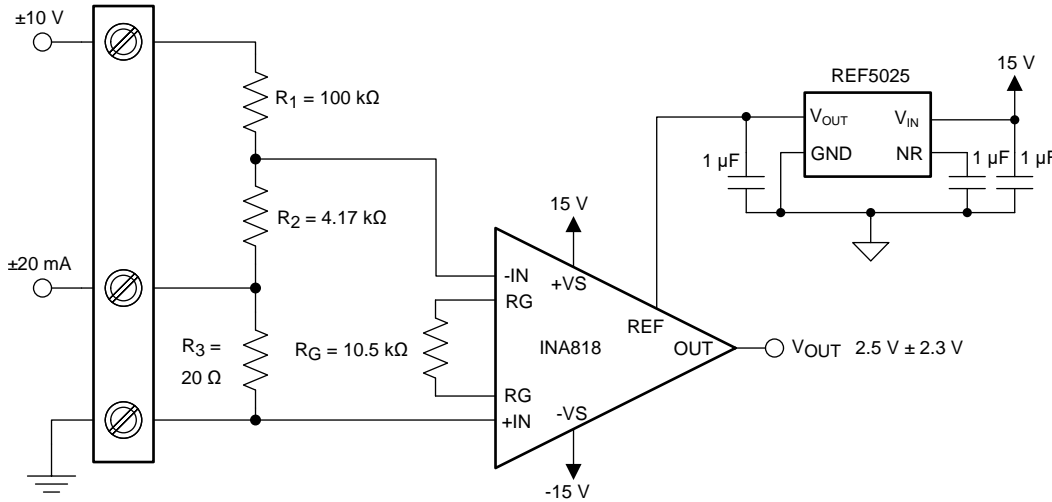 ±10 V
R1 = 100 kΩ
R2 = 4.17 kΩ
±20 mA
R3 =
20 Ω
RG = 10.5 kΩ
-IN
RG
RG
+IN
15 V
+VS
REF
INA818
OUT
-VS
-15 V
VOUT 2.5 V ± 2.3 V
REF5025
VOUT
VIN
GND
NR
15 V
1 µF
1 µF
1 µF